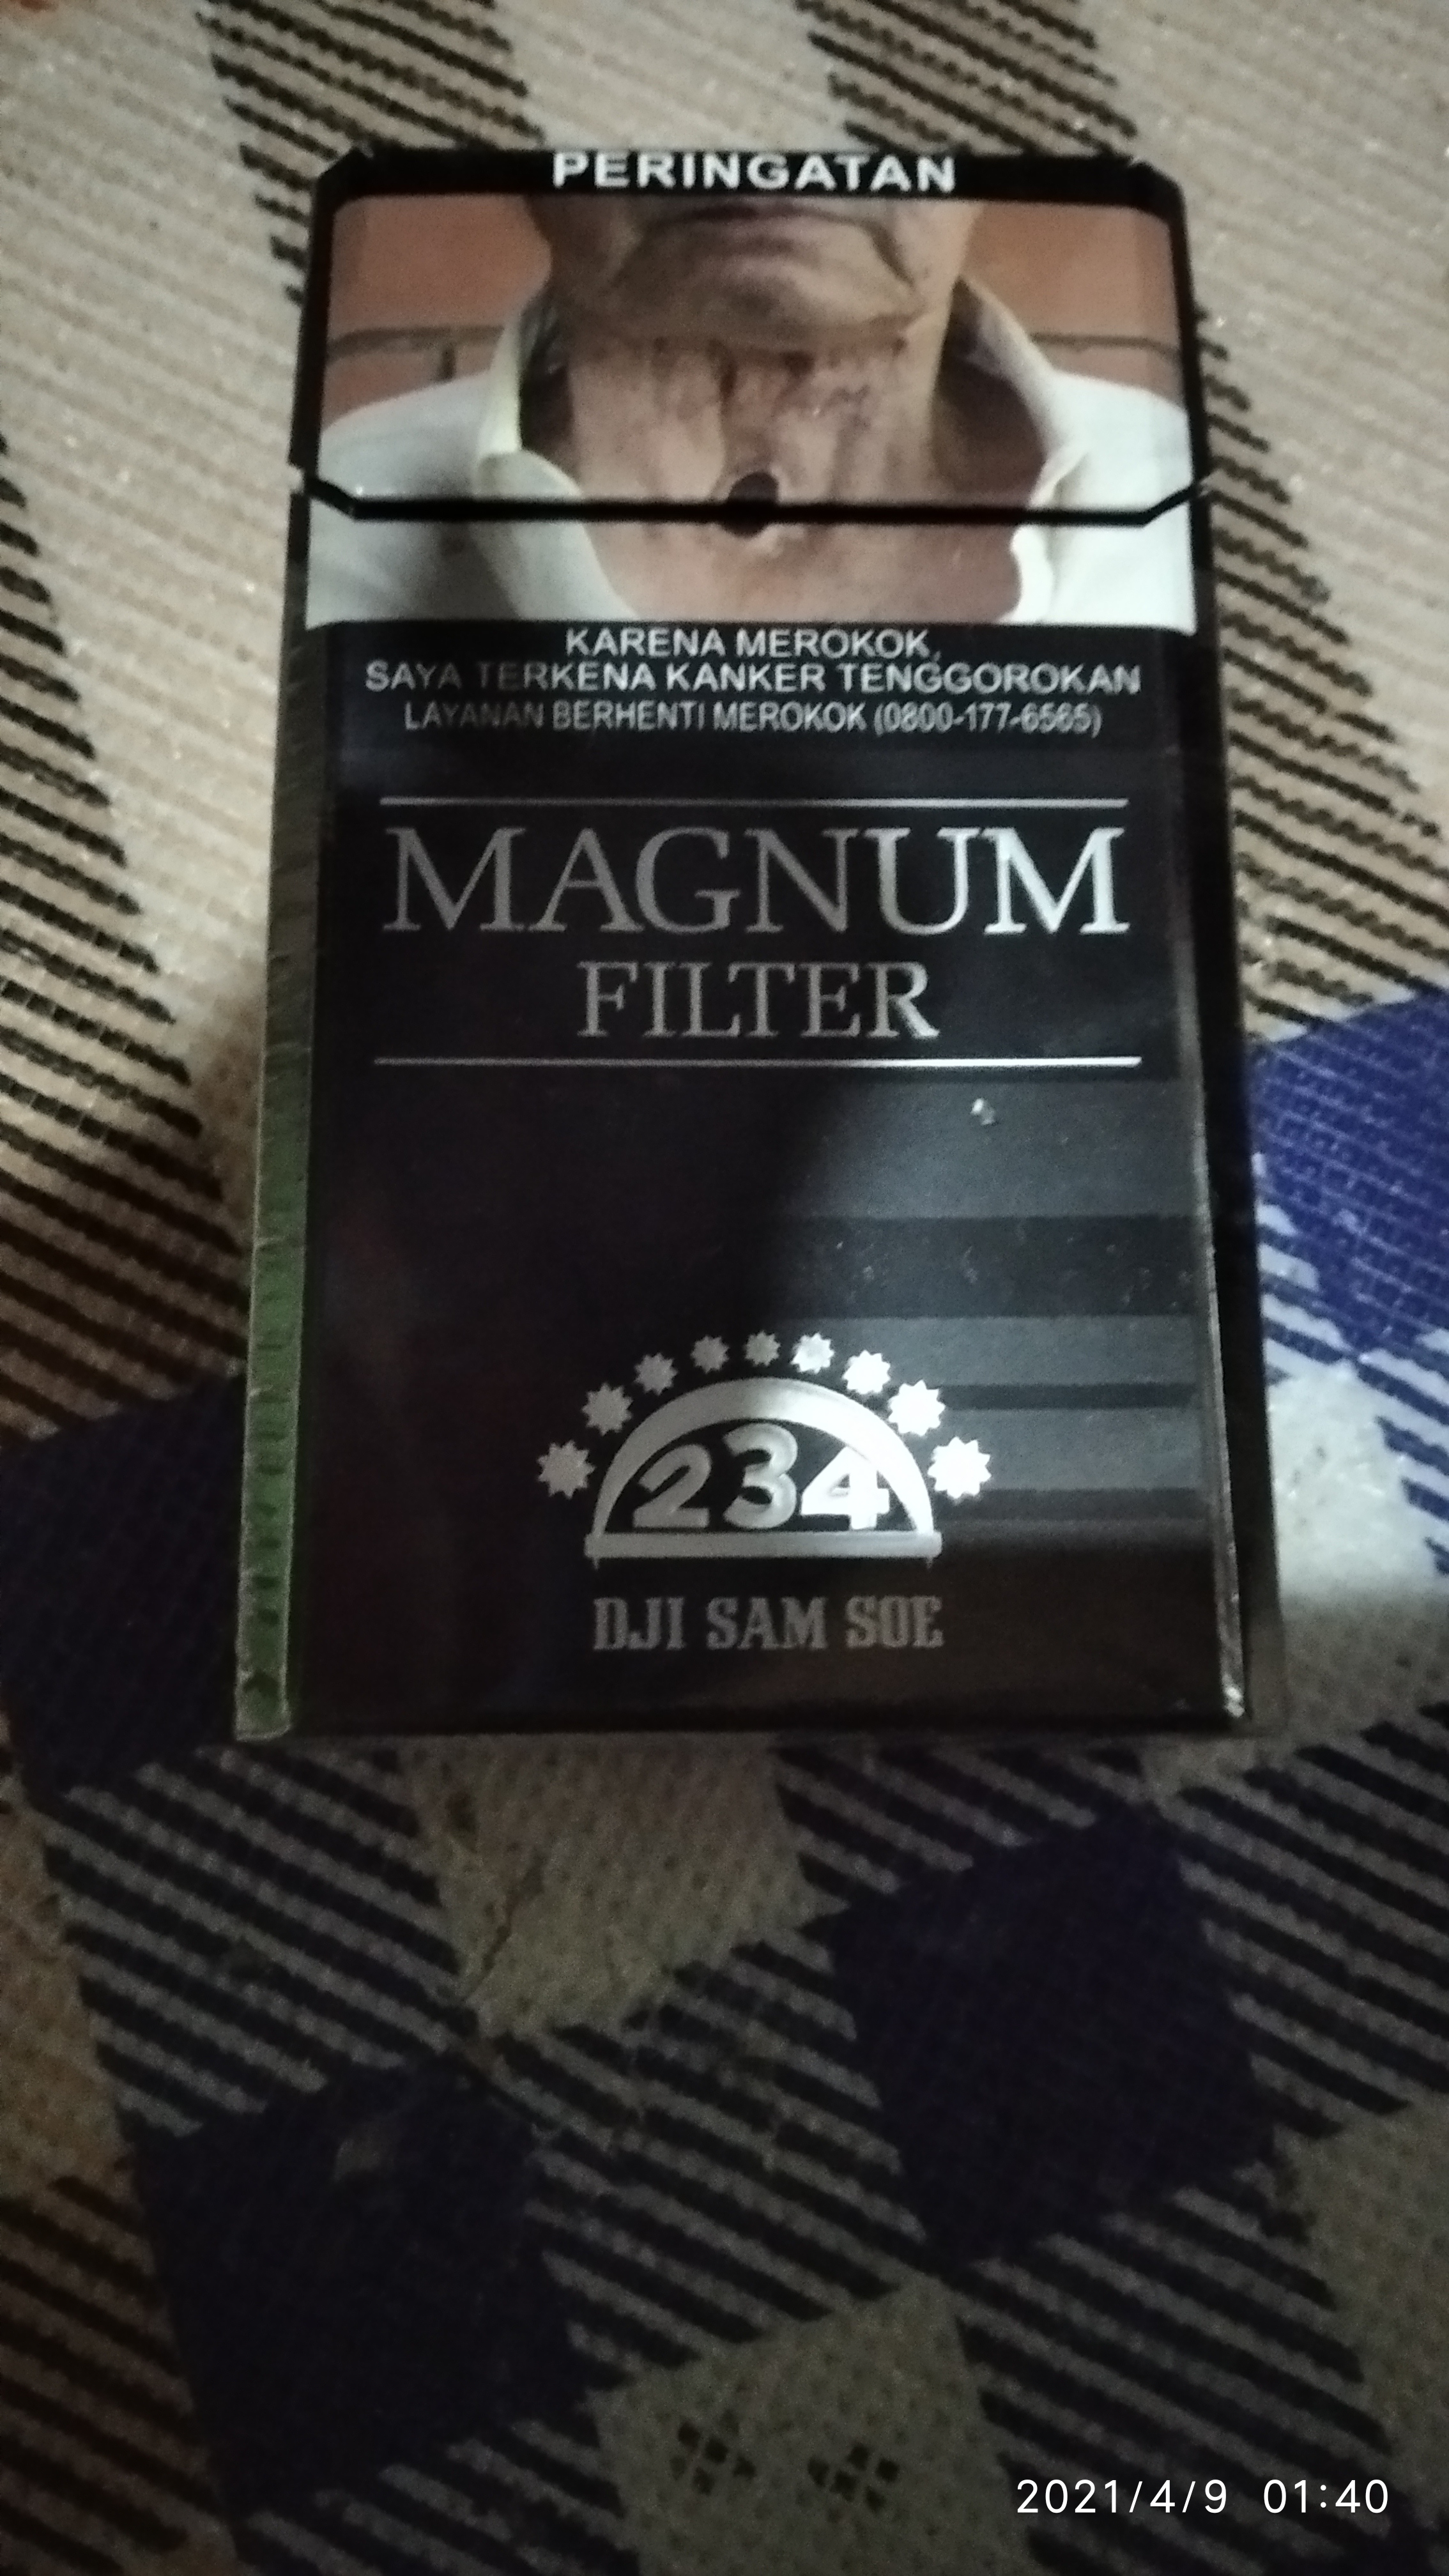 PERINGATAN
KARENA MEROKOK,
SAYA TERKENA KANKER TENGGOROKAN
LAYANAN BERHENTI MEROKOK (0800-177-6565)
MAGNUM
FILTER
234
DJI SAM SOE
2021/4/9 01:40